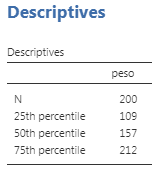 Descriptives
Descriptives
peso
N 200
25th percentile 109
50th percentile 157
75th percentile 212